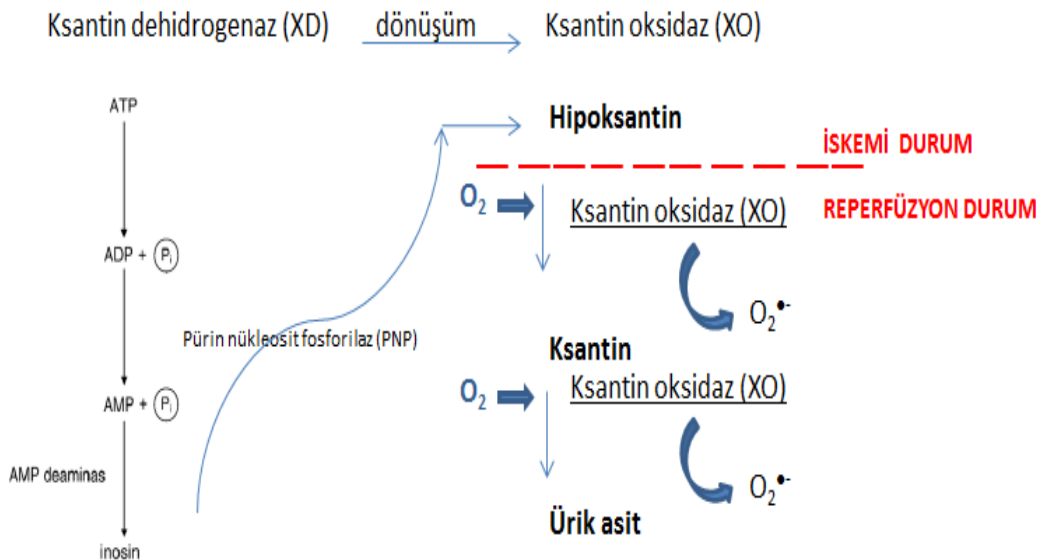 Ksantin dehidrogenaz (XD) dönüşüm Ksantin oksidaz (XO)
ATP
Hipoksantin
İSKEMİ DURUM
O₂
Ksantin oksidaz (XO)
REPERFÜZYON DURUM
ADP + Pi
O₂•-
Pürin nükleosit fosforilaz (PNP)
Ksantin
O₂
Ksantin oksidaz (XO)
AMP + Pi
AMP deaminas
O₂•-
Ürik asit
inosin